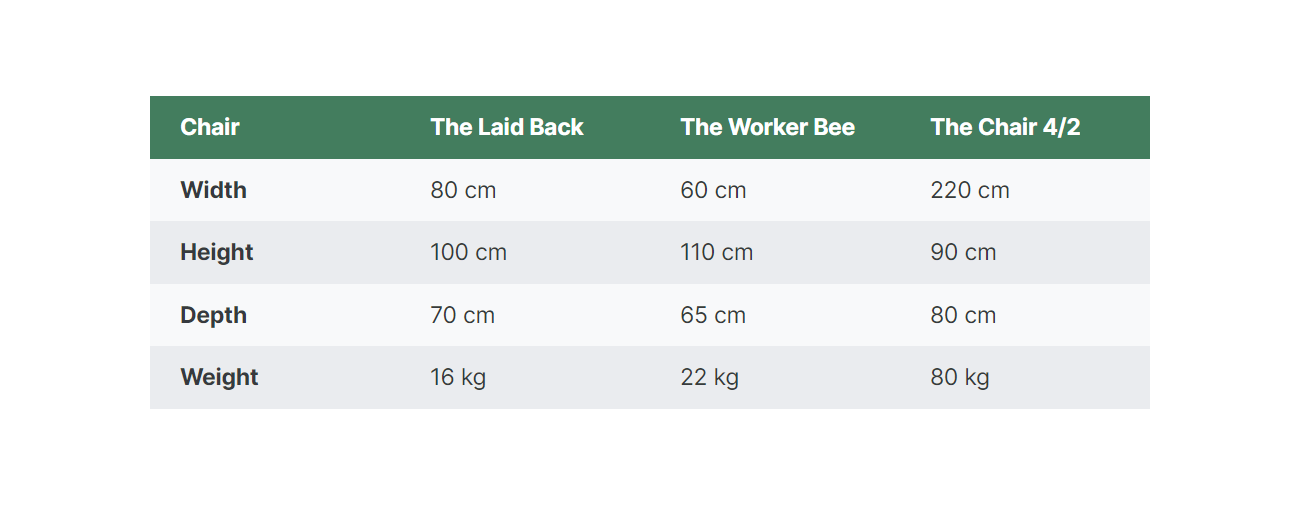 Chair The Laid Back The Worker Bee The Chair 4/2
Width 80 cm 60 cm 220 cm
Height 100 cm 110 cm 90 cm
Depth 70 cm 65 cm 80 cm
Weight 16 kg 22 kg 80 kg